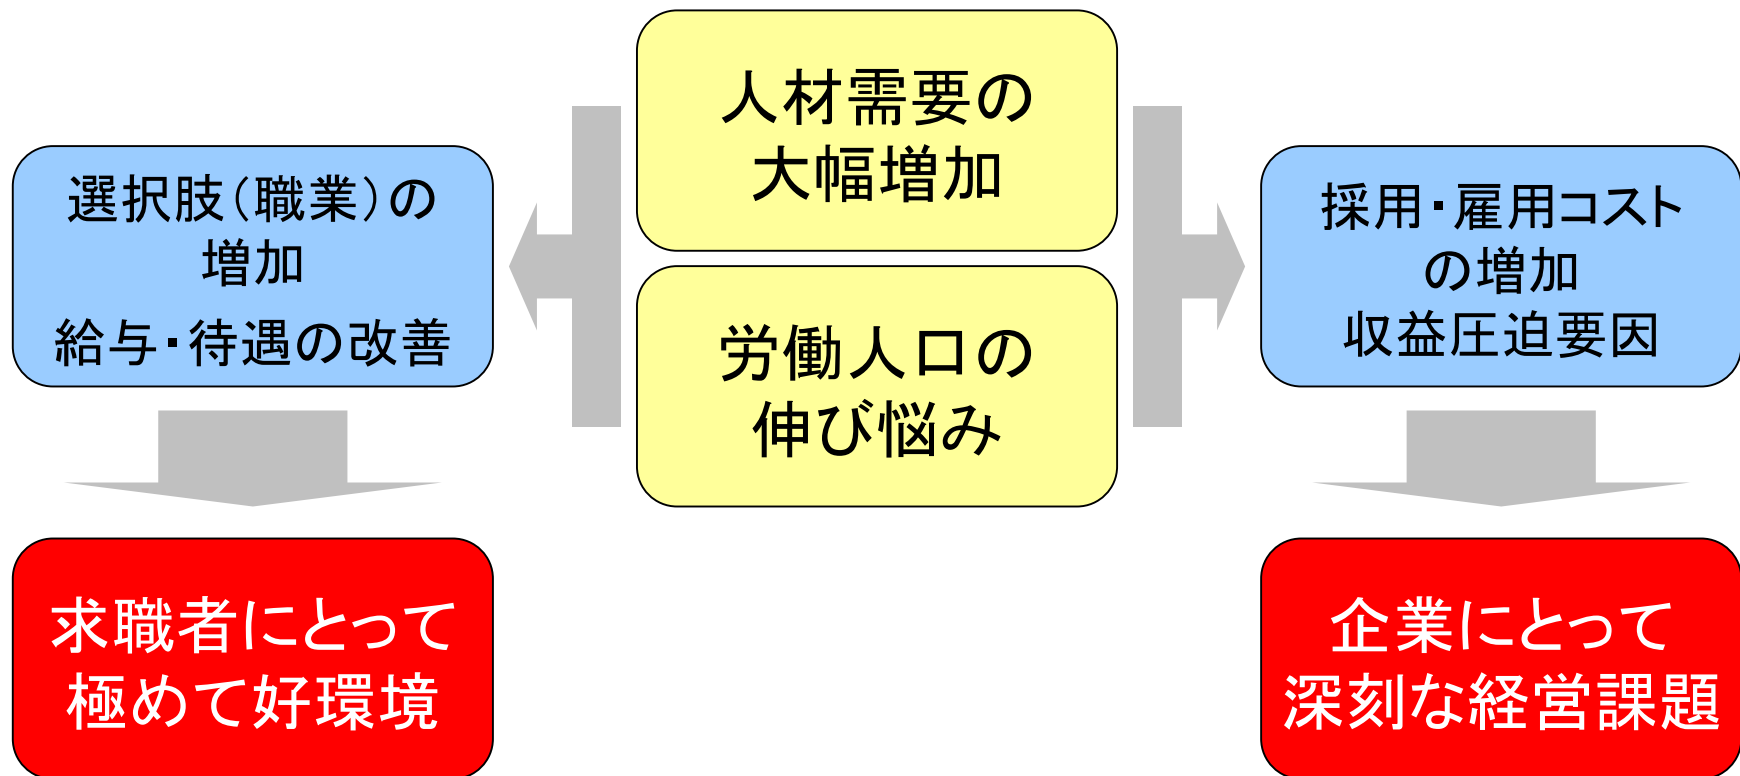 人材需要の
大幅増加
労働人口の
伸び悩み
選択肢（職業）の
増加
給与・待遇の改善
求職者にとって
極めて好環境
採用・雇用コスト
の増加
収益圧迫要因
企業にとって
深刻な経営課題